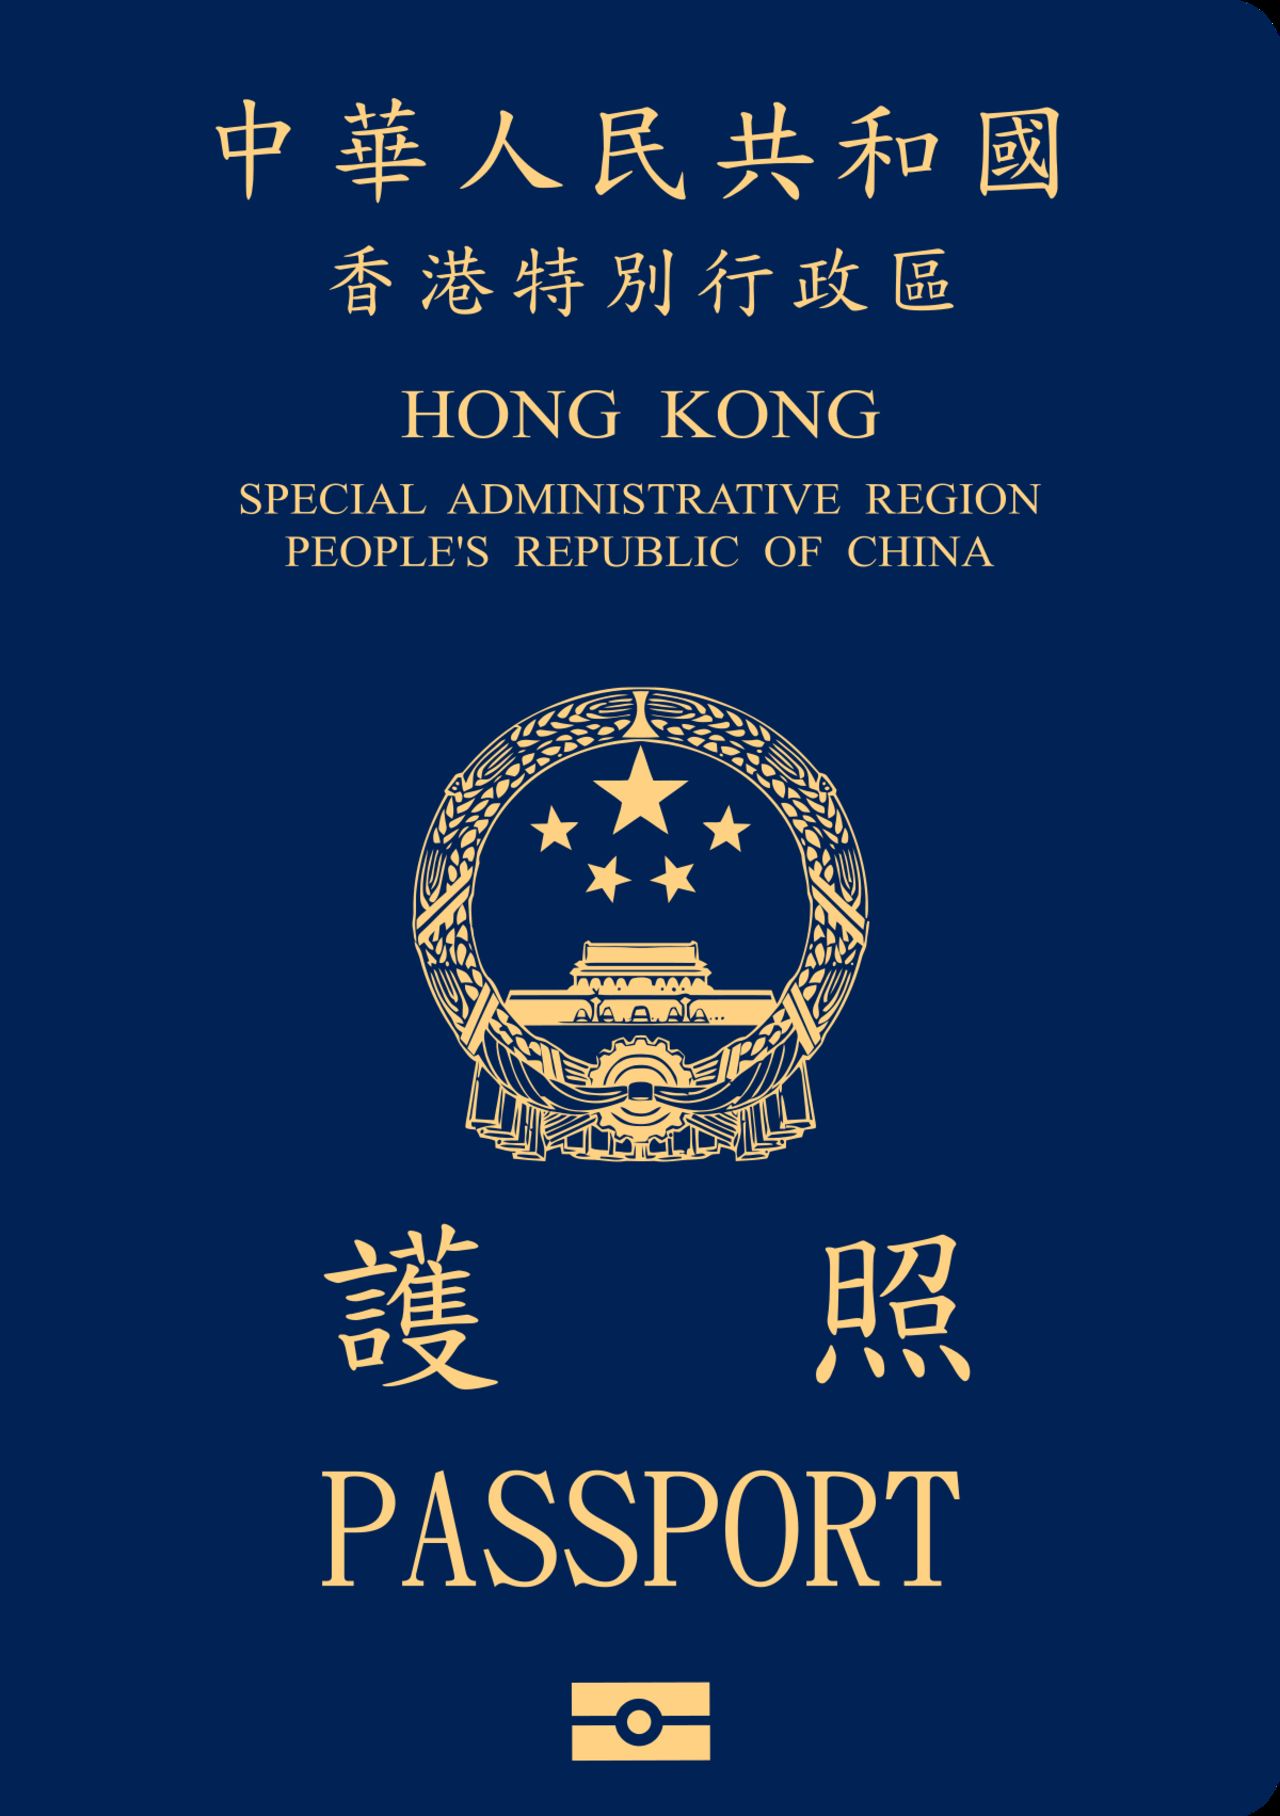 中華人民共和國
香港特別行政區
HONG KONG
SPECIAL ADMINISTRATIVE REGION
PEOPLE'S REPUBLIC OF CHINA
護 照
PASSPORT